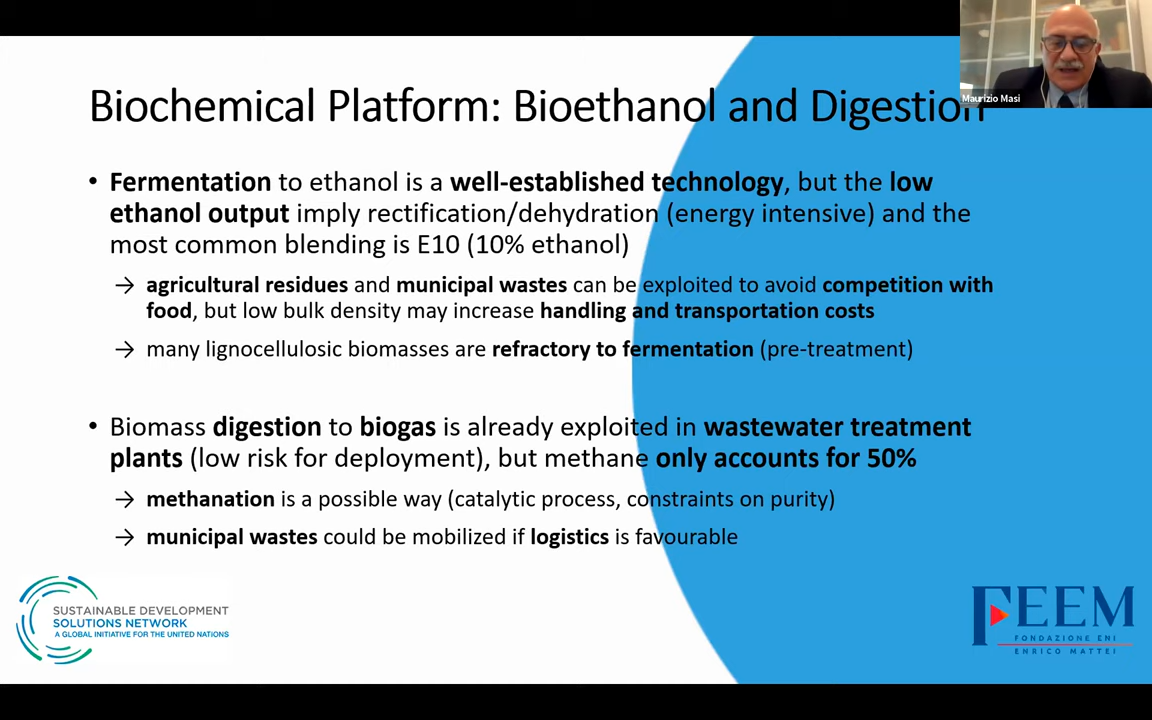 Maurizio Masi
Biochemical Platform: Bioethanol and Digestion
• Fermentation to ethanol is a well-established technology, but the low
ethanol output imply rectification/dehydration (energy intensive) and the
most common blending is E10 (10% ethanol)
→ agricultural residues and municipal wastes can be exploited to avoid competition with
food, but low bulk density may increase handling and transportation costs
→ many lignocellulosic biomasses are refractory to fermentation (pre-treatment)
• Biomass digestion to biogas is already exploited in wastewater treatment
plants (low risk for deployment), but methane only accounts for 50%
→ methanation is a possible way (catalytic process, constraints on purity)
→ municipal wastes could be mobilized if logistics is favourable
SUSTAINABLE DEVELOPMENT
SOLUTIONS NETWORK
A GLOBAL INITIATIVE FOR THE UNITED NATIONS
FEEM
FONDAZIONE ENI
ENRICO MATTEI